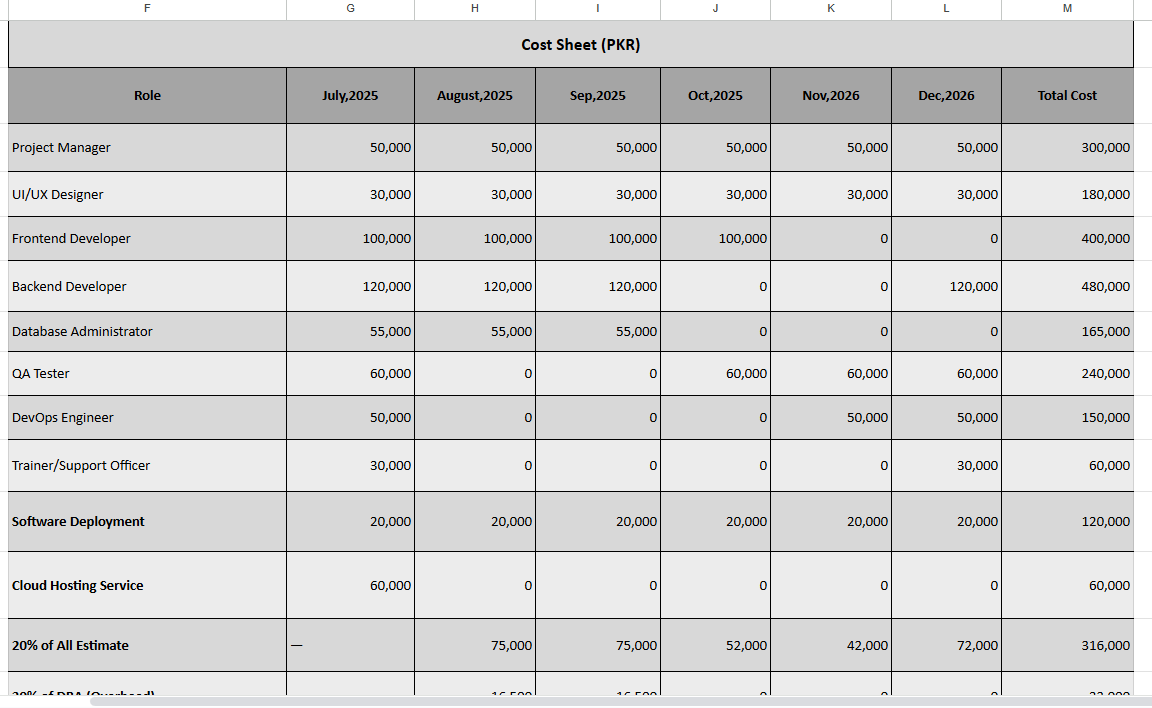 F G H I J K L M
Cost Sheet (PKR)
Role July,2025 August,2025 Sep,2025 Oct,2025 Nov,2026 Dec,2026 Total Cost
Project Manager 50,000 50,000 50,000 50,000 50,000 50,000 300,000
UI/UX Designer 30,000 30,000 30,000 30,000 30,000 30,000 180,000
Frontend Developer 100,000 100,000 100,000 100,000 0 0 400,000
Backend Developer 120,000 120,000 120,000 0 0 120,000 480,000
Database Administrator 55,000 55,000 55,000 0 0 0 165,000
QA Tester 60,000 0 0 60,000 60,000 60,000 240,000
DevOps Engineer 50,000 0 0 0 50,000 50,000 150,000
Trainer/Support Officer 30,000 0 0 0 0 30,000 60,000
Software Deployment 20,000 20,000 20,000 20,000 20,000 20,000 120,000
Cloud Hosting Service 60,000 0 0 0 0 0 60,000
20% of All Estimate — 75,000 75,000 52,000 42,000 72,000 316,000